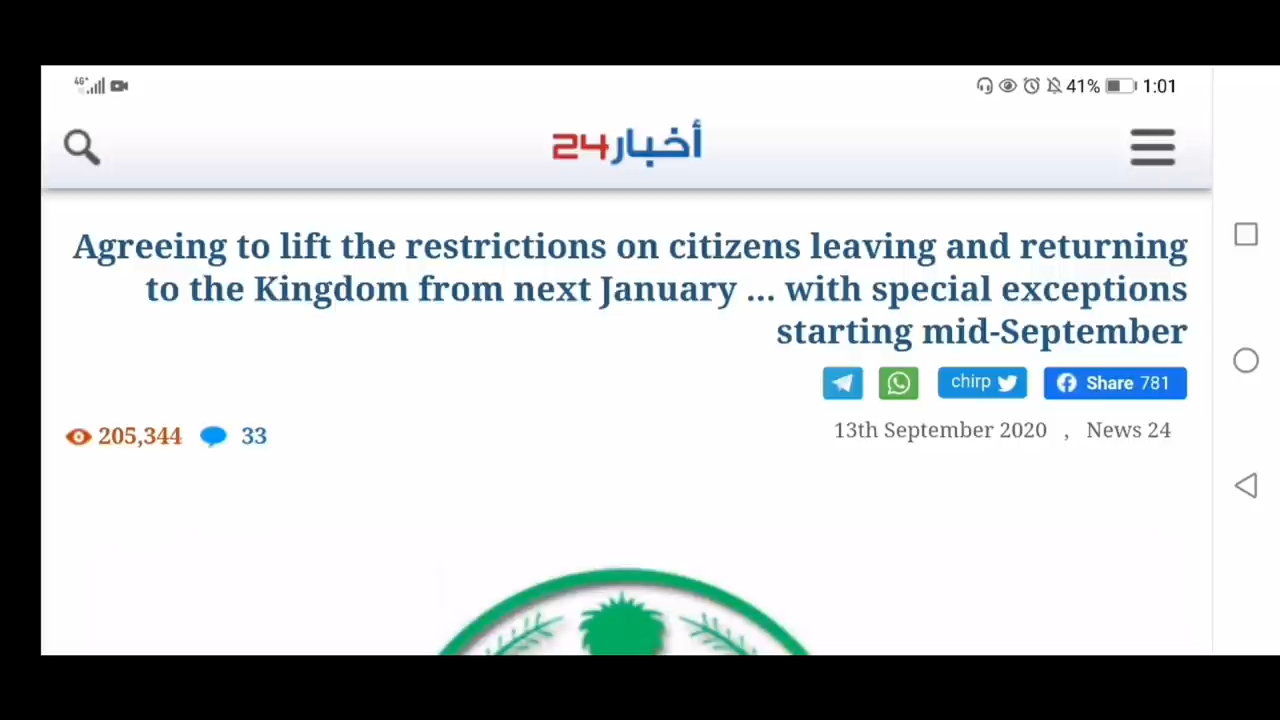 4G+ 41% 1:01
أخبار24
Agreeing to lift the restrictions on citizens leaving and returning
to the Kingdom from next January ... with special exceptions
starting mid-September
chirp Share 781
205,344 33 13th September 2020 , News 24